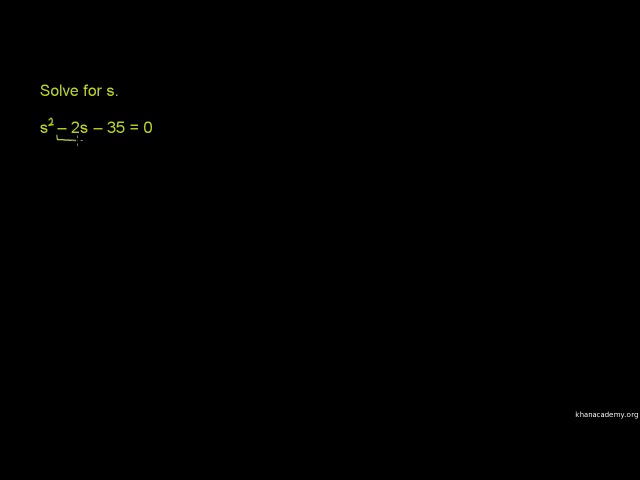 Solve for s.
s² – 2s – 35 = 0
khanacademy.org